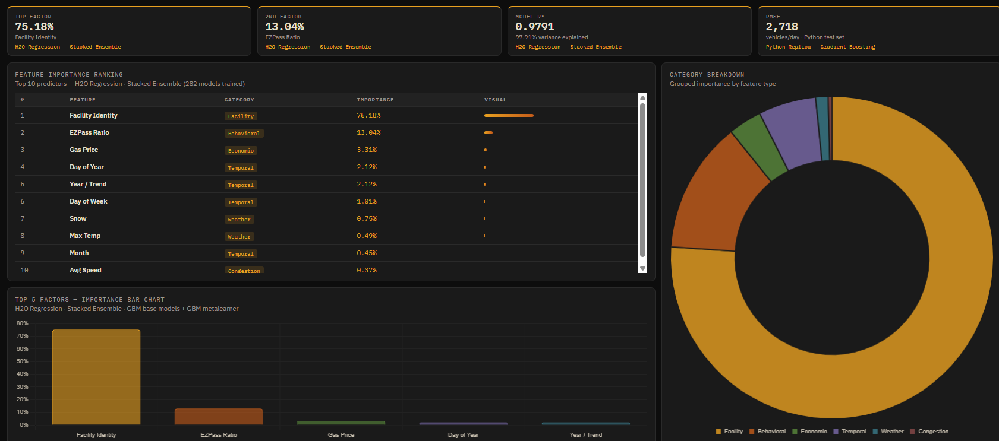 TOP FACTOR
75.18%
Facility Identity
H2O Regression · Stacked Ensemble
2ND FACTOR
13.04%
EZPass Ratio
H2O Regression · Stacked Ensemble
MODEL R²
0.9791
97.91% variance explained
H2O Regression · Stacked Ensemble
RMSE
2,718
vehicles/day · Python test set
Python Replica · Gradient Boosting
FEATURE IMPORTANCE RANKING
Top 10 predictors — H2O Regression · Stacked Ensemble (282 models trained)
# FEATURE CATEGORY IMPORTANCE VISUAL
1 Facility Identity Facility 75.18%
2 EZPass Ratio Behavioral 13.04%
3 Gas Price Economic 3.31%
4 Day of Year Temporal 2.12%
5 Year / Trend Temporal 2.12%
6 Day of Week Temporal 1.01%
7 Snow Weather 0.75%
8 Max Temp Weather 0.49%
9 Month Temporal 0.45%
10 Avg Speed Congestion 0.37%
TOP 5 FACTORS — IMPORTANCE BAR CHART
H2O Regression · Stacked Ensemble · GBM base models + GBM metalearner
80%
70%
60%
50%
40%
30%
20%
10%
0%
Facility Identity EZPass Ratio Gas Price Day of Year Year / Trend
CATEGORY BREAKDOWN
Grouped importance by feature type
Facility Behavioral Economic Temporal Weather Congestion